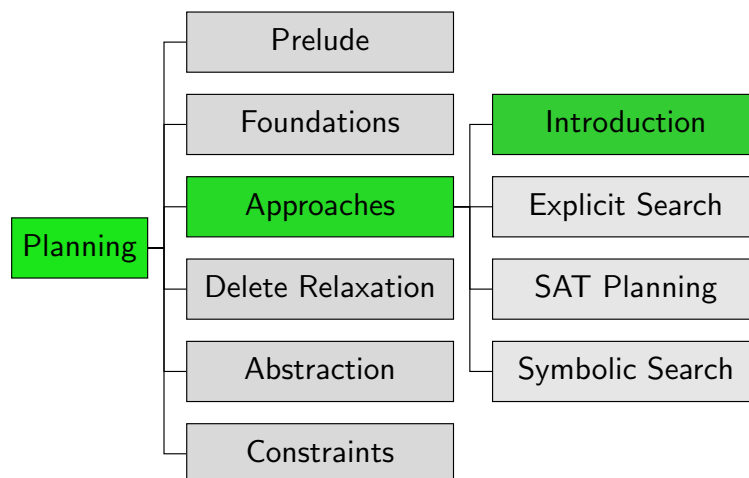 Prelude
Foundations
Introduction
Approaches
Explicit Search
Planning
Delete Relaxation
SAT Planning
Abstraction
Symbolic Search
Constraints